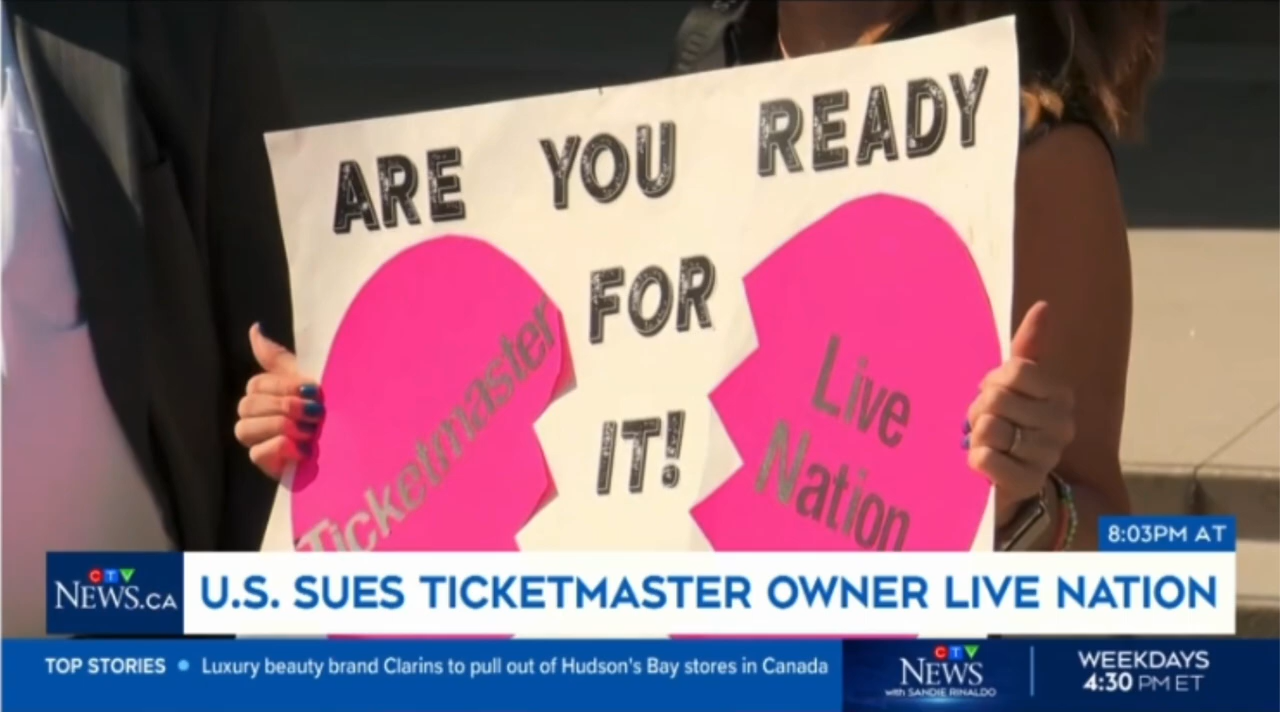 ARE YOU READY
FOR
IT!
Ticketmaster
Live
Nation
8:03PM AT
CTV
NEWS.CA
U.S. SUES TICKETMASTER OWNER LIVE NATION
TOP STORIES • Luxury beauty brand Clarins to pull out of Hudson's Bay stores in Canada
CTV
NEWS
with SANDIE RINALDO
WEEKDAYS
4:30 PM ET